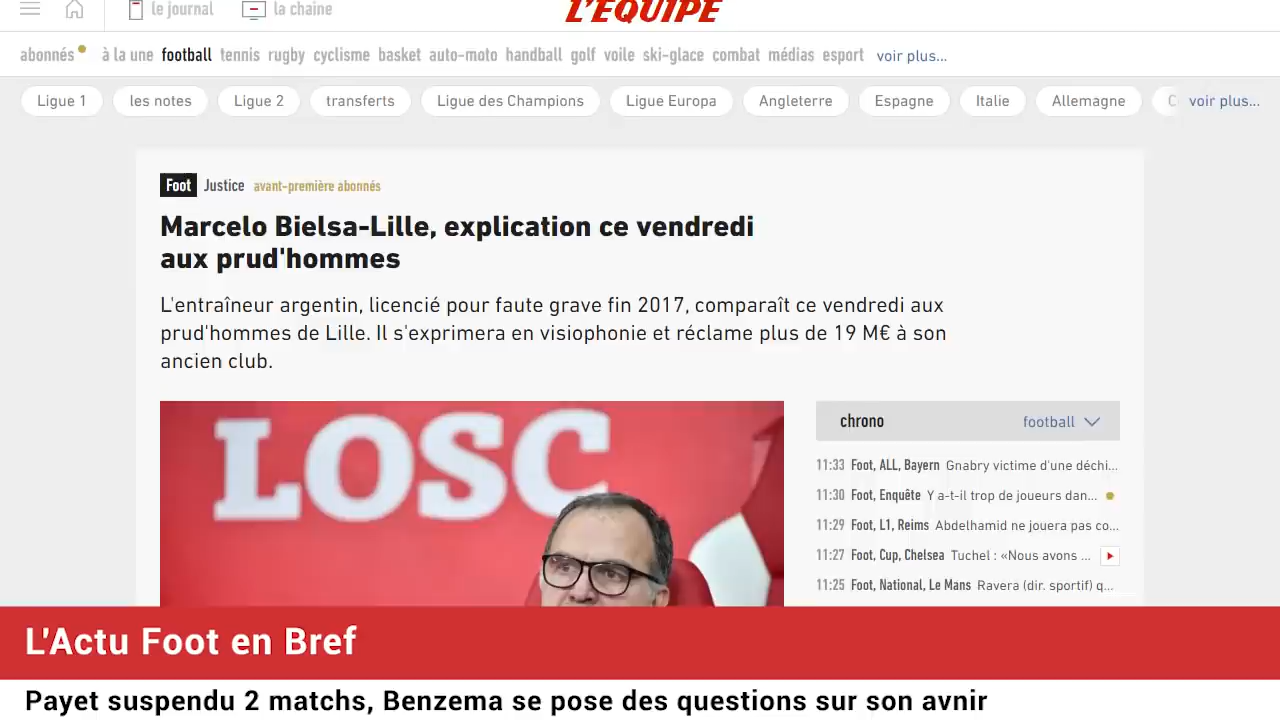 le journal
la chaîne
L'ÉQUIPE
abonnés
à la une football tennis rugby cyclisme basket auto-moto handball golf voile ski-glace combat médias esport voir plus...
Ligue 1 les notes Ligue 2 transferts Ligue des Champions Ligue Europa Angleterre Espagne Italie Allemagne voir plus...
Foot Justice avant-première abonnés
Marcelo Bielsa-Lille, explication ce vendredi
aux prud'hommes
L'entraîneur argentin, licencié pour faute grave fin 2017, comparaît ce vendredi aux
prud'hommes de Lille. Il s'exprimera en visiophonie et réclame plus de 19 M€ à son
ancien club.
LOSC
chrono football
11:33 Foot, ALL, Bayern Gnabry victime d'une déchi...
11:30 Foot, Enquête Y a-t-il trop de joueurs dan...
11:29 Foot, L1, Reims Abdelhamid ne jouera pas co...
11:27 Foot, Cup, Chelsea Tuchel : «Nous avons ...
11:25 Foot, National, Le Mans Ravera (dir. sportif) q...
L'Actu Foot en Bref
Payet suspendu 2 matchs, Benzema se pose des questions sur son avnir